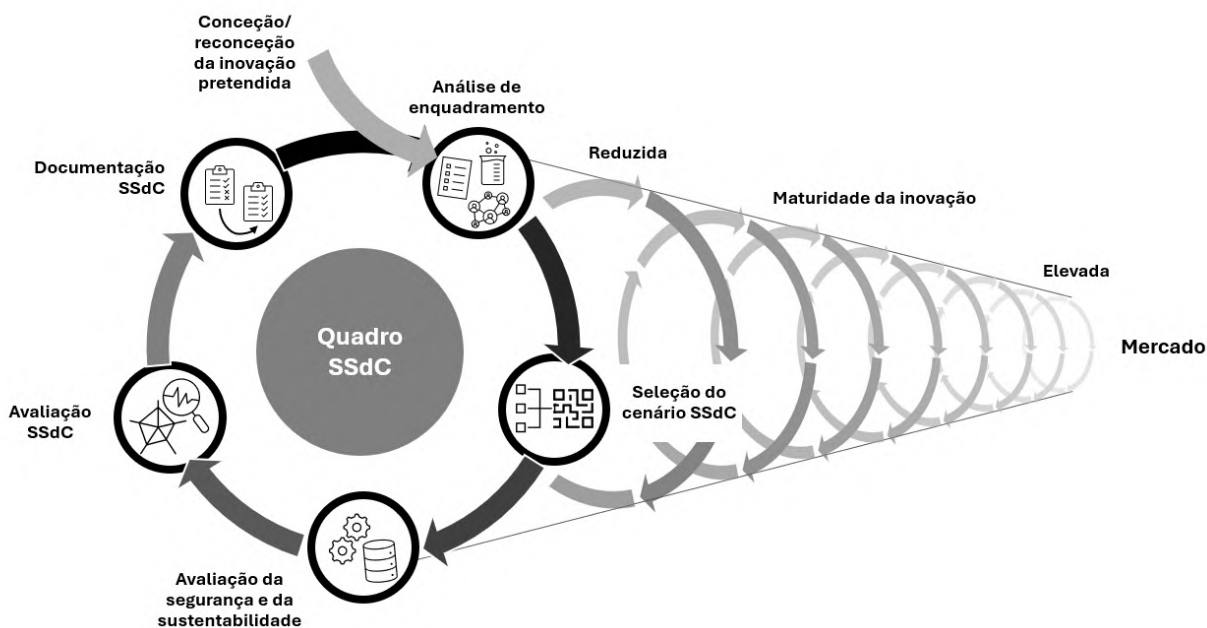 Conceção/
reconceção
da inovação
pretendida
Análise de
enquadramento
Documentação
SSdC
Reduzida
Maturidade da inovação
Elevada
Quadro
SSdC
Mercado
Seleção do
cenário SSdC
Avaliação
SSdC
Avaliação da
segurança e da
sustentabilidade